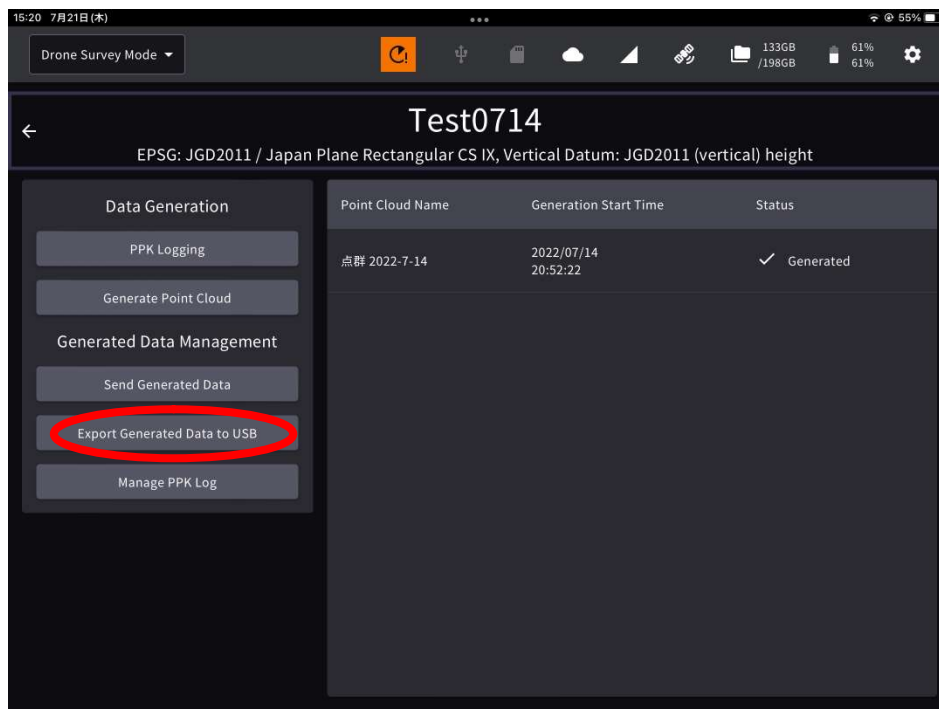 15:20 7月21日(木)
55%
Drone Survey Mode
133GB
/198GB
61%
61%
Test0714
EPSG: JGD2011 / Japan Plane Rectangular CS IX, Vertical Datum: JGD2011 (vertical) height
Data Generation
PPK Logging
Generate Point Cloud
Generated Data Management
Send Generated Data
Export Generated Data to USB
Manage PPK Log
Point Cloud Name
Generation Start Time
Status
点群 2022-7-14
2022/07/14
20:52:22
Generated